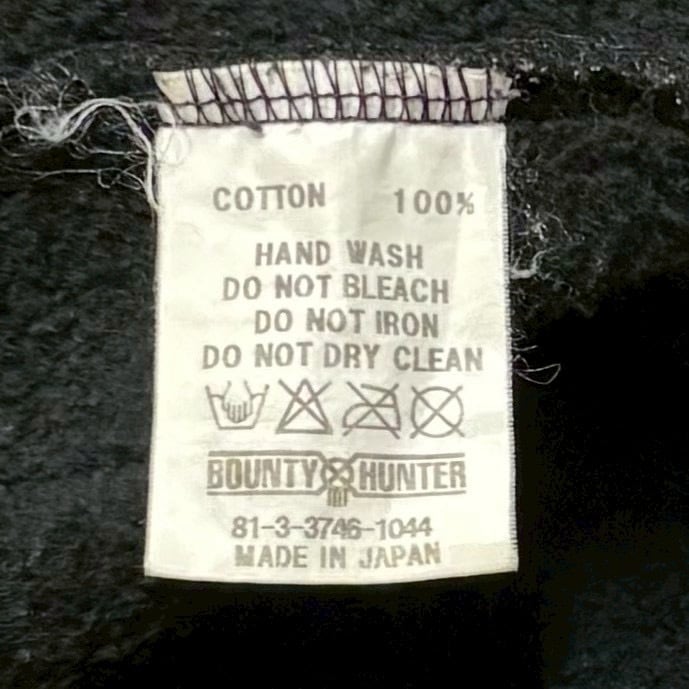 COTTON 100%
HAND WASH
DO NOT BLEACH
DO NOT IRON
DO NOT DRY CLEAN
BOUNTY HUNTER
81-3-3746-1044
MADE IN JAPAN